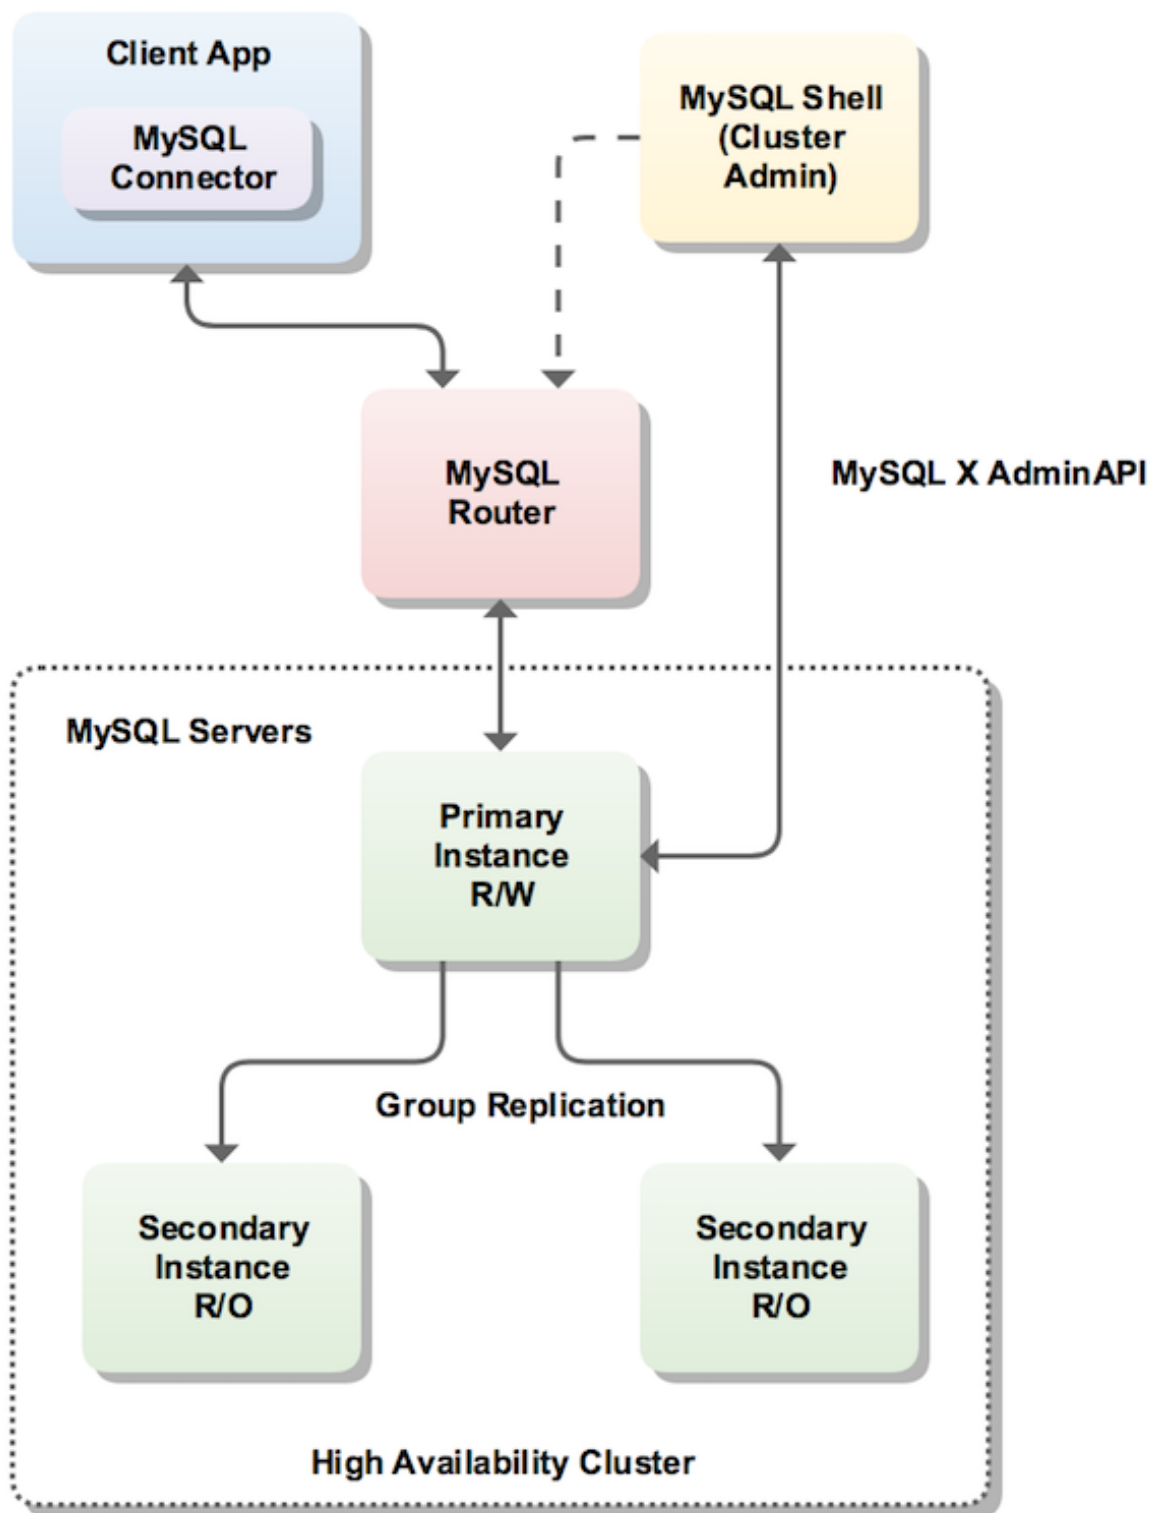 Client App
MySQL
Connector
MySQL Shell
(Cluster
Admin)
MySQL
Router
MySQL X AdminAPI
MySQL Servers
Primary
Instance
R/W
Group Replication
Secondary
Instance
R/O
Secondary
Instance
R/O
High Availability Cluster